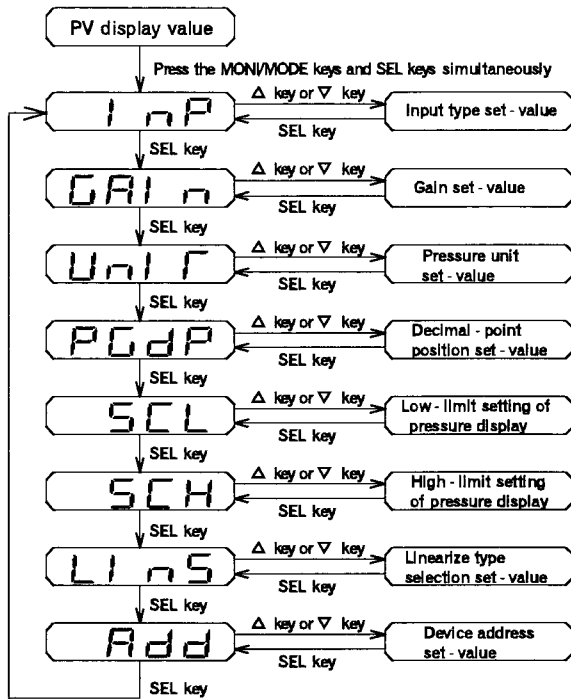 PV display value
Press the MONI/MODE keys and SEL keys simultaneously
InP
△ key or ▽ key
SEL key
Input type set - value
SEL key
GAIn
△ key or ▽ key
SEL key
Gain set - value
SEL key
UnIT
△ key or ▽ key
SEL key
Pressure unit
set - value
SEL key
PGdP
△ key or ▽ key
SEL key
Decimal - point
position set - value
SEL key
SCL
△ key or ▽ key
SEL key
Low - limit setting of
pressure display
SEL key
SCH
△ key or ▽ key
SEL key
High - limit setting
of pressure display
SEL key
LInS
△ key or ▽ key
SEL key
Linearize type
selection set - value
SEL key
Add
△ key or ▽ key
SEL key
Device address
set - value
SEL key